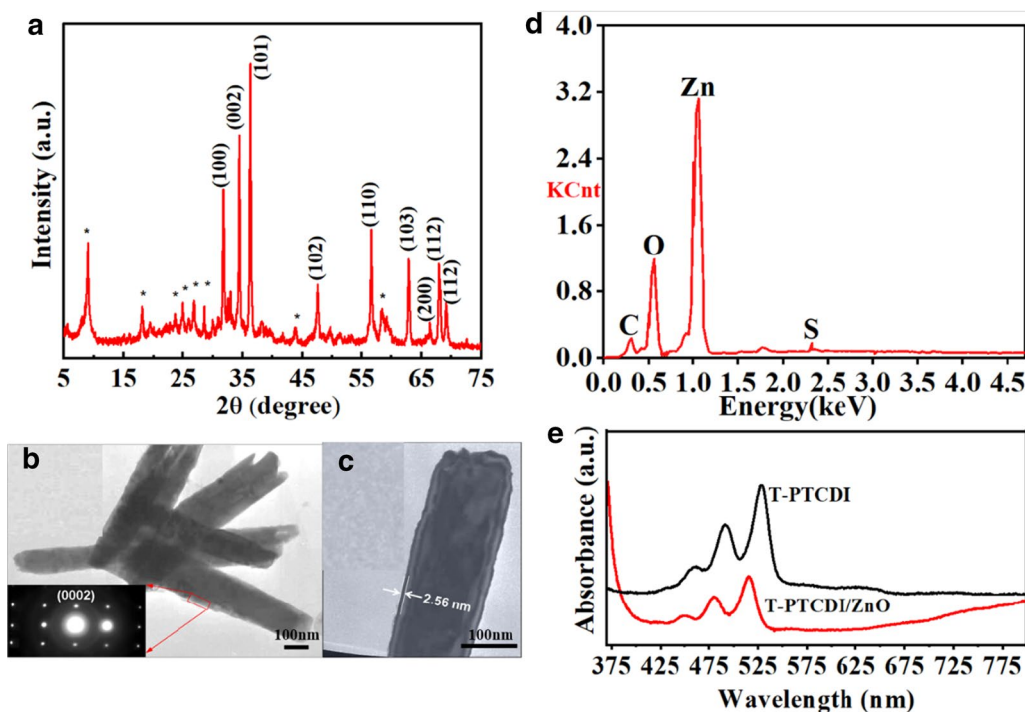 a
Intensity (a.u.)
*
*
*
*
*
*
(100)
(002)
(101)
*
(102)
(110)
*
(103)
(200)
(112)
(112)
5 15 25 35 45 55 65 75
2θ (degree)
d
4.0
3.2
2.4
KCnt
1.6
0.8
0.0
C
O
Zn
S
0.0 0.5 1.0 1.5 2.0 2.5 3.0 3.5 4.0 4.5
Energy(keV)
b
(0002)
100nm
c
2.56 nm
100nm
e
Absorbance (a.u.)
T-PTCDI
T-PTCDI/ZnO
375 425 475 525 575 625 675 725 775
Wavelength (nm)